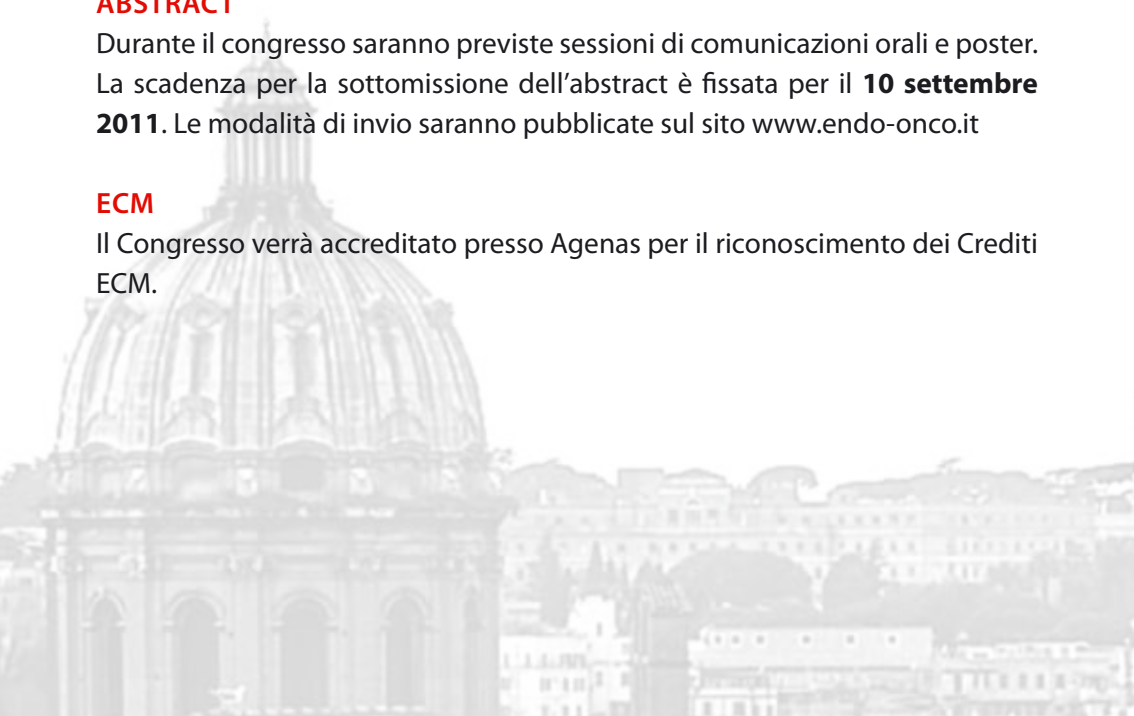 ABSTRACT
Durante il congresso saranno previste sessioni di comunicazioni orali e poster.
La scadenza per la sottomissione dell’abstract è fissata per il 10 settembre
2011. Le modalità di invio saranno pubblicate sul sito www.endo-onco.it
ECM
Il Congresso verrà accreditato presso Agenas per il riconoscimento dei Crediti
ECM.